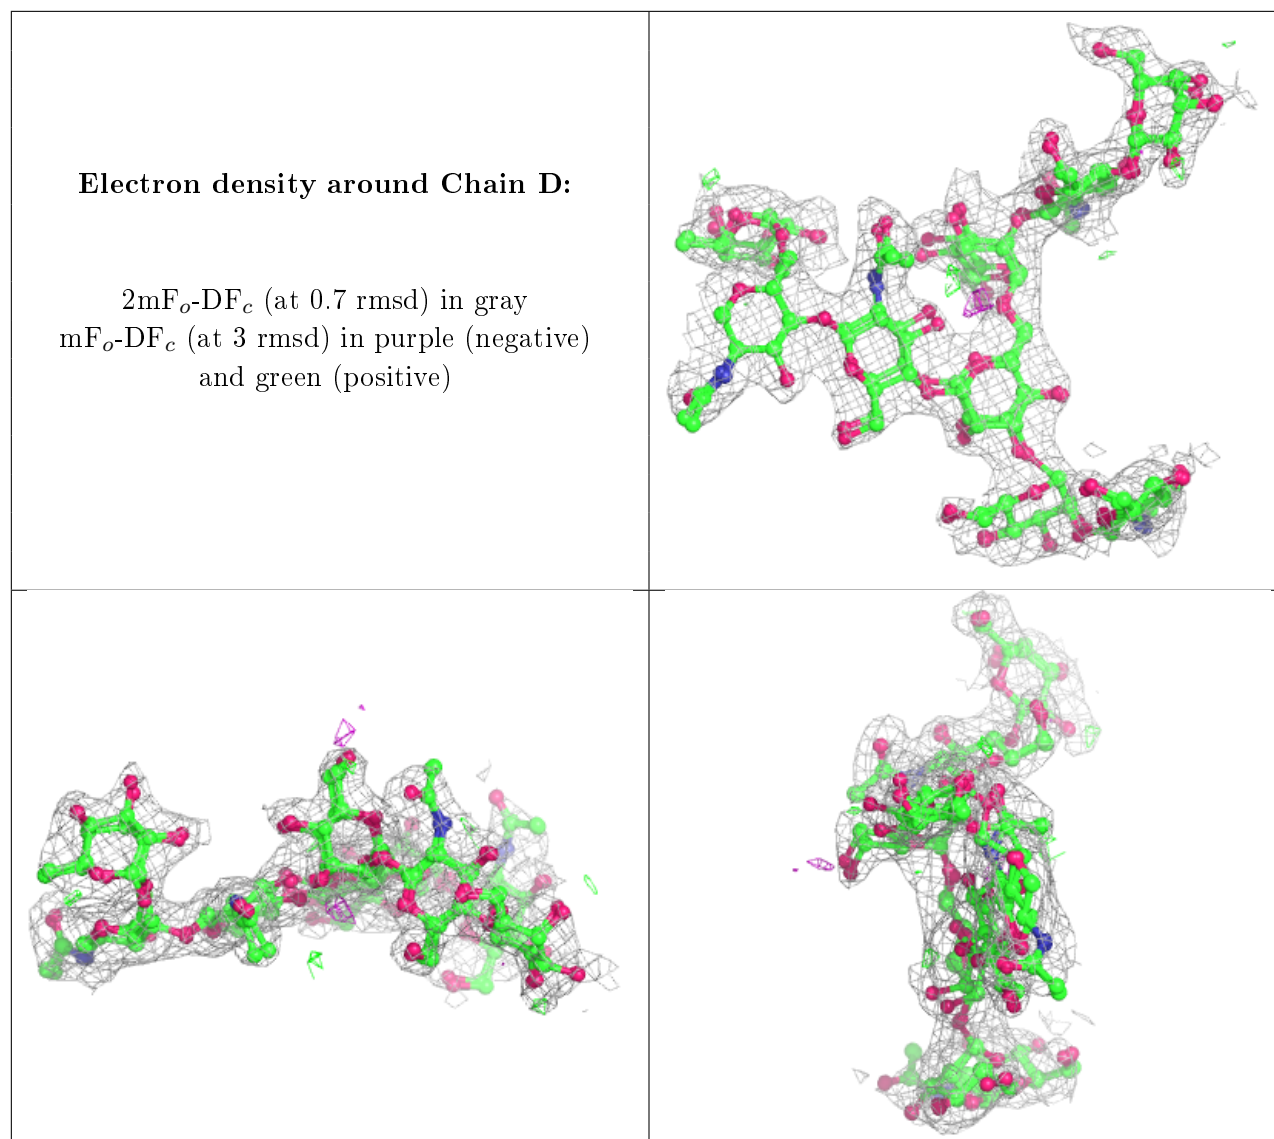 Electron density around Chain D:
2mFo-DFc (at 0.7 rmsd) in gray
mFo-DFc (at 3 rmsd) in purple (negative)
and green (positive)